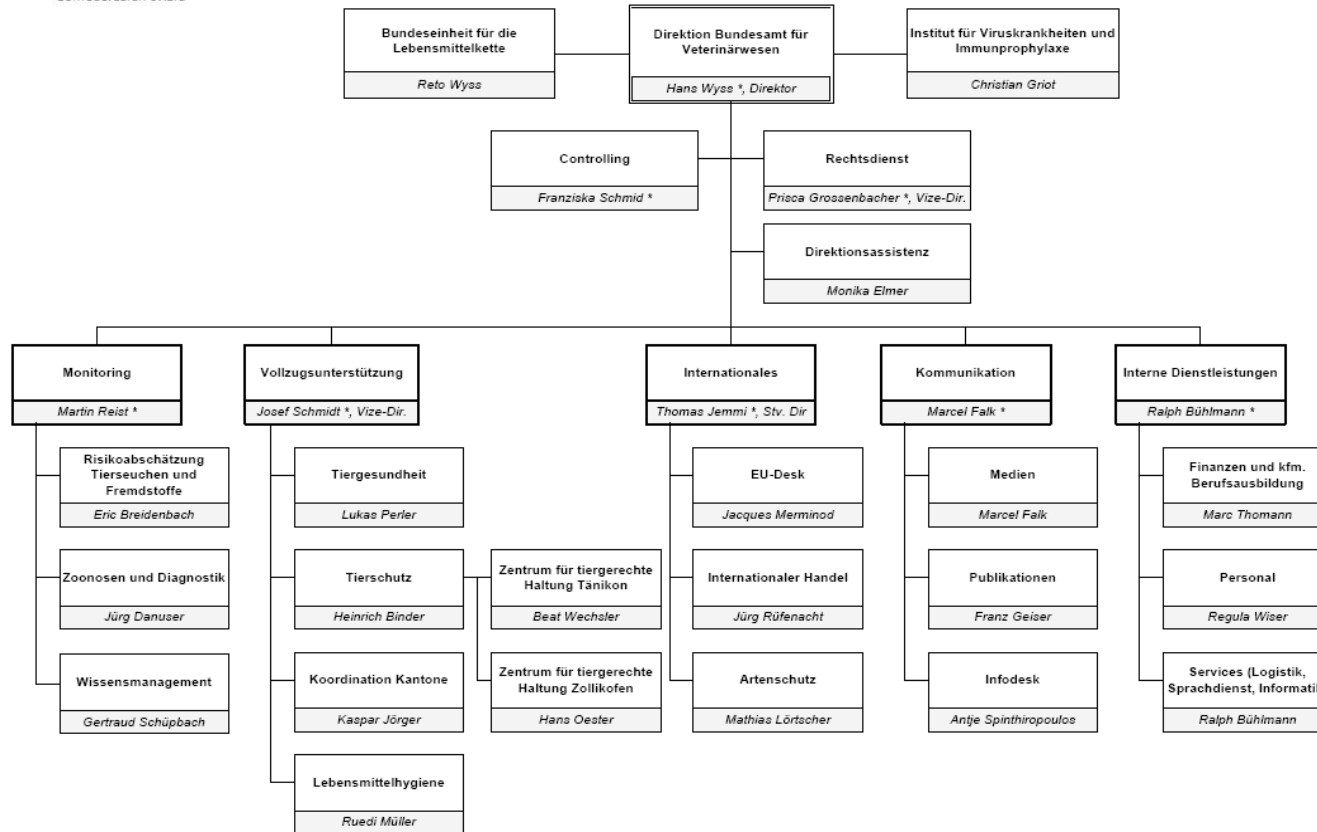 Bundeseinheit für die
Lebensmittelkette
Reto Wyss
Direktion Bundesamt für
Veterinärwesen
Hans Wyss *, Direktor
Institut für Viruskrankheiten und
Immunprophylaxe
Christian Griot
Controlling
Franziska Schmid *
Rechtsdienst
Prisca Grossenbacher *, Vize-Dir.
Direktionsassistenz
Monika Elmer
Monitoring
Martin Reist *
Vollzugsunterstützung
Josef Schmidt *, Vize-Dir.
Internationales
Thomas Jemmi *, Stv. Dir
Kommunikation
Marcel Falk *
Interne Dienstleistungen
Ralph Bühlmann *
Risikoabschätzung
Tierseuchen und
Fremdstoffe
Eric Breidenbach
Tiergesundheit
Lukas Perler
EU-Desk
Jacques Merminod
Medien
Marcel Falk
Finanzen und kfm.
Berufsausbildung
Marc Thomann
Zoonosen und Diagnostik
Jürg Danuser
Tierschutz
Heinrich Binder
Zentrum für tiergerechte
Haltung Tänikon
Beat Wechsler
Internationaler Handel
Jürg Rüfenacht
Publikationen
Franz Geiser
Personal
Regula Wiser
Wissensmanagement
Gertraud Schüpbach
Koordination Kantone
Kaspar Jörger
Zentrum für tiergerechte
Haltung Zollikofen
Hans Oester
Artenschutz
Mathias Lörtscher
Infodesk
Antje Spinthiropoulos
Services (Logistik,
Sprachdienst, Informatik
Ralph Bühlmann
Lebensmittelhygiene
Ruedi Müller